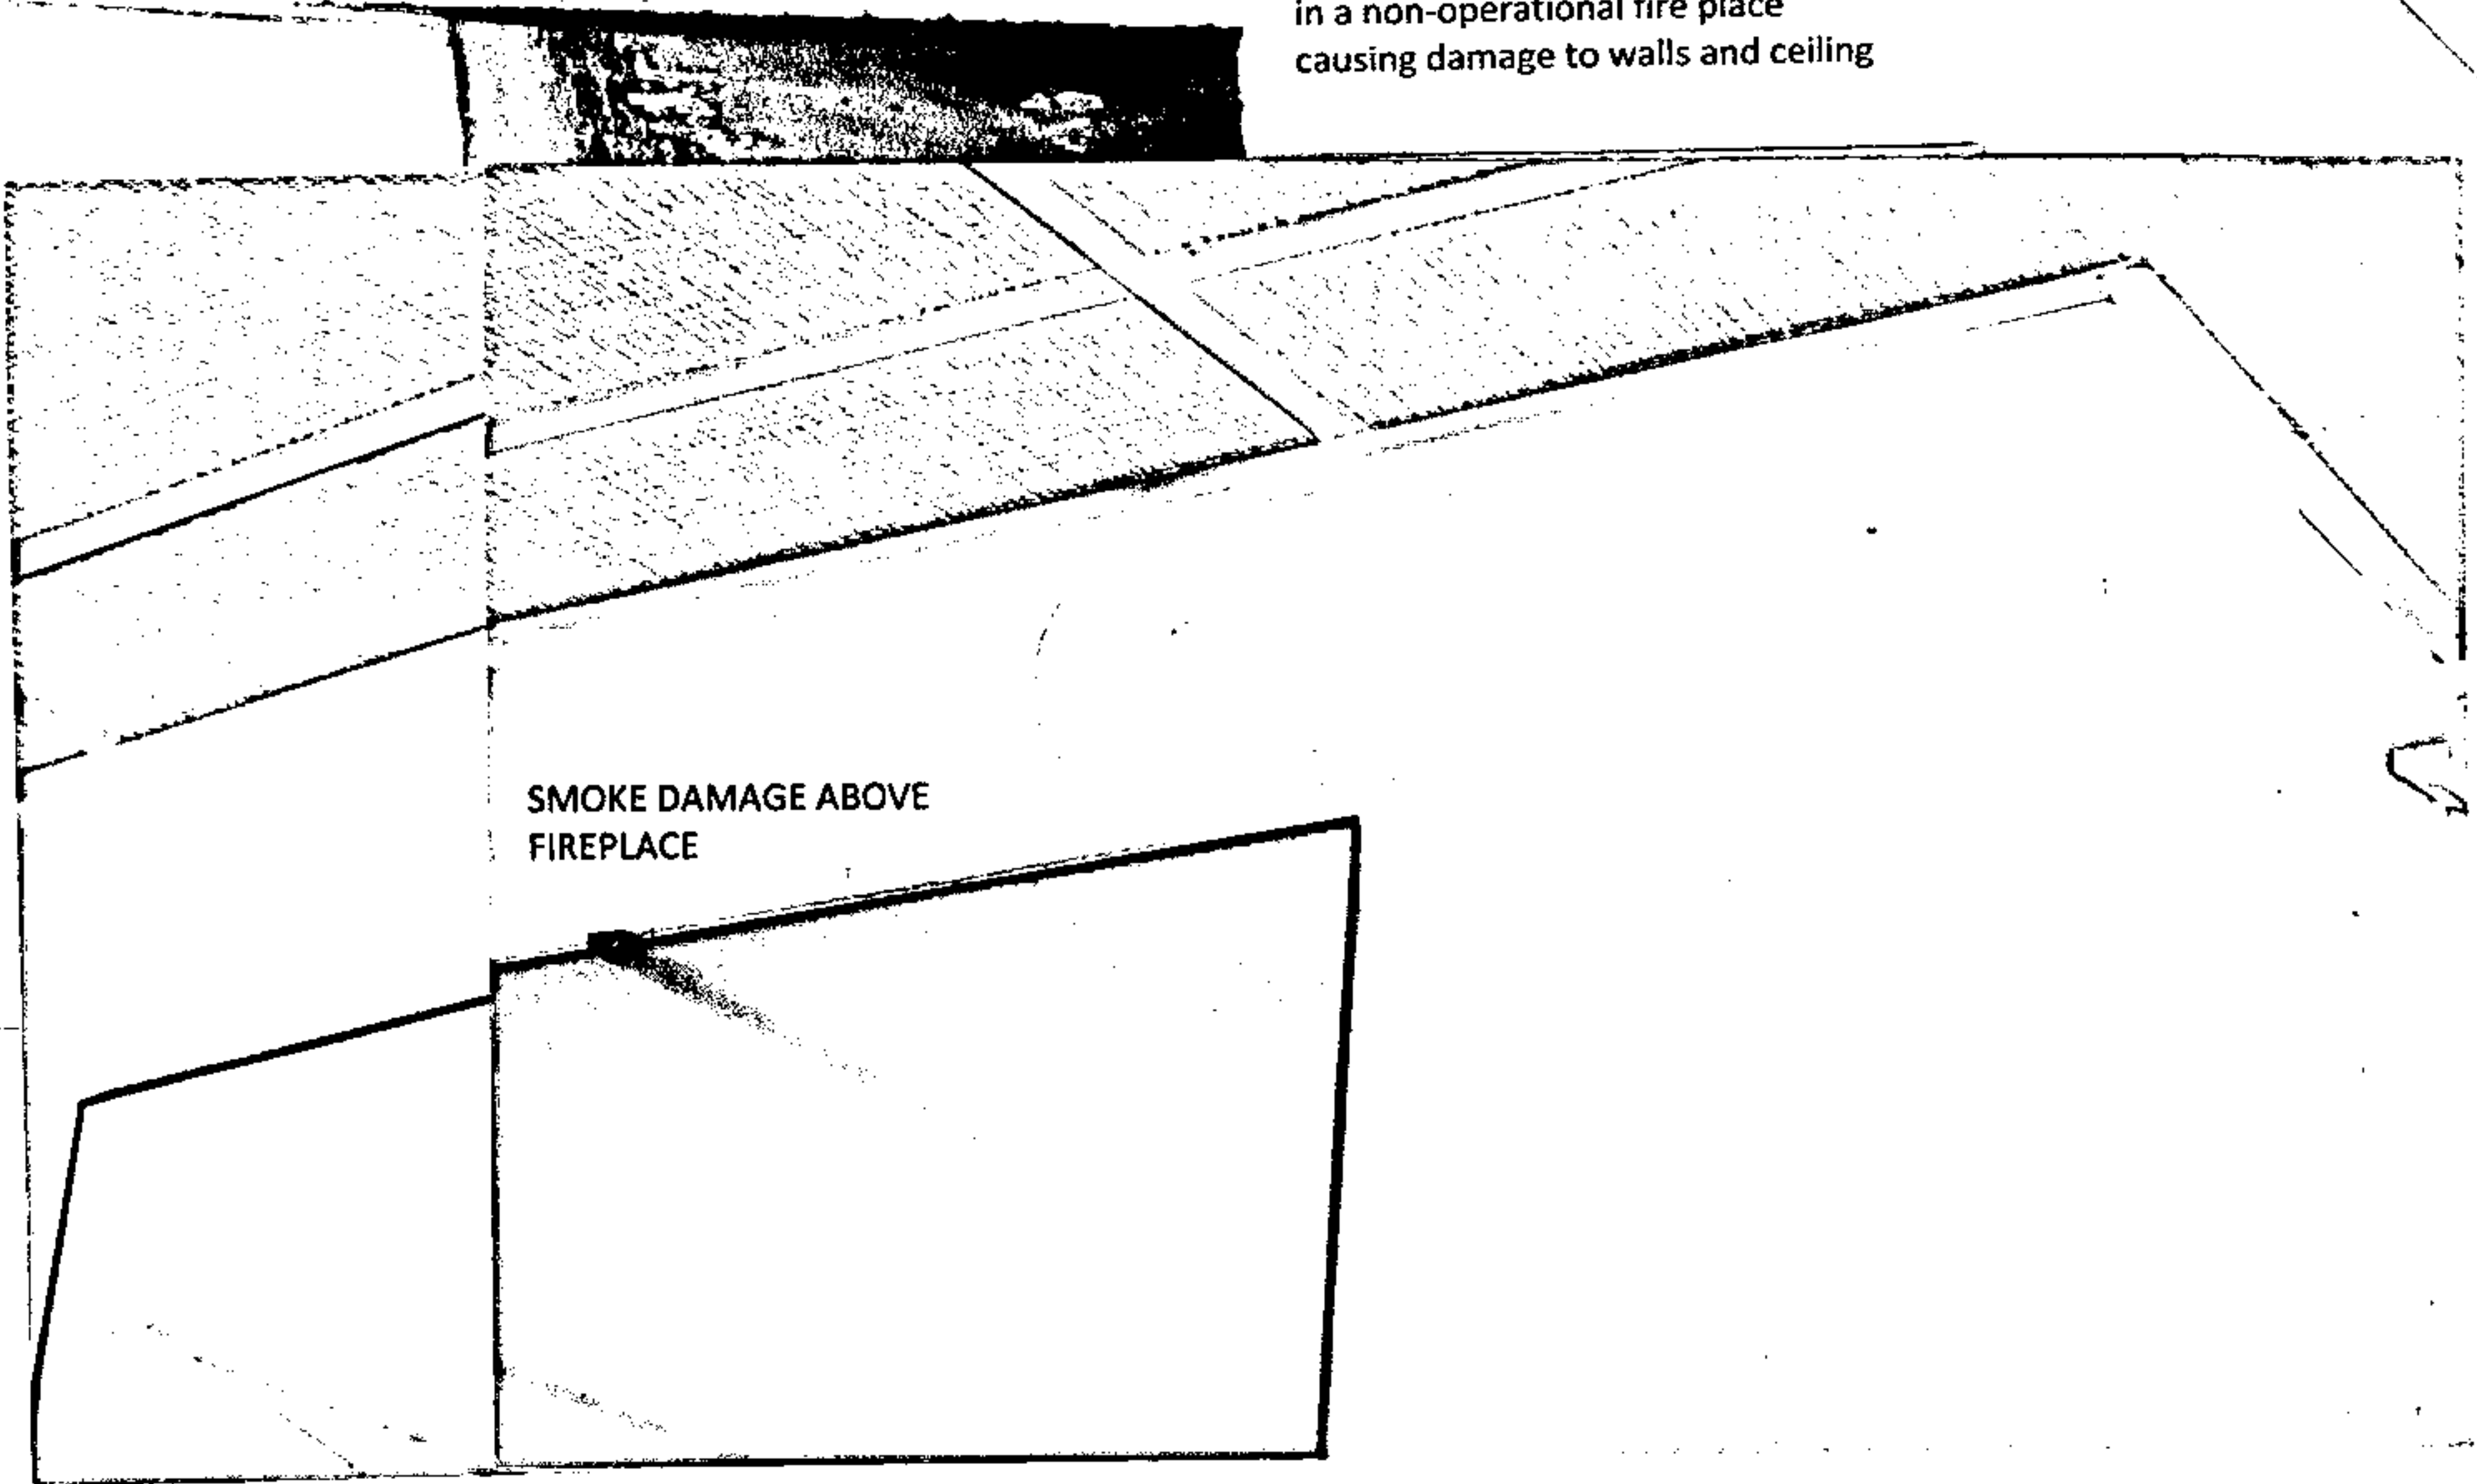 in a non-operational fire place
causing damage to walls and ceiling
SMOKE DAMAGE ABOVE
FIREPLACE